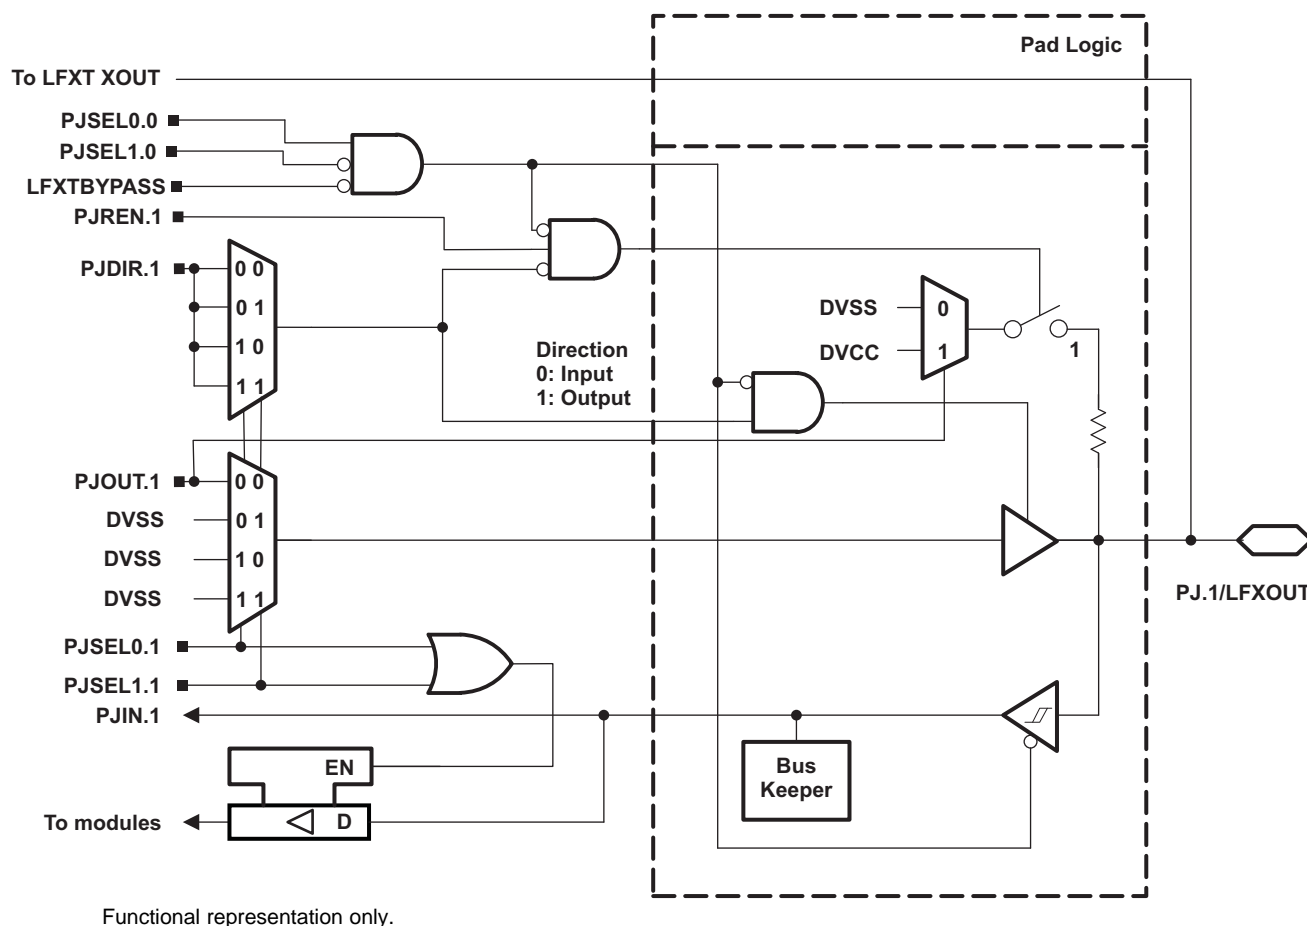 Pad Logic
To LFXT XOUT
PJSEL0.0
PJSEL1.0
LFXTBYPASS
PJREN.1
PJDIR.1
0 0
0 1
1 0
1 1
Direction
0: Input
1: Output
DVSS
0
DVCC
1
1
PJOUT.1
0 0
DVSS
0 1
DVSS
1 0
DVSS
1 1
PJ.1/LFXOUT
PJSEL0.1
PJSEL1.1
PJIN.1
EN
Bus
Keeper
To modules
D
Functional representation only.